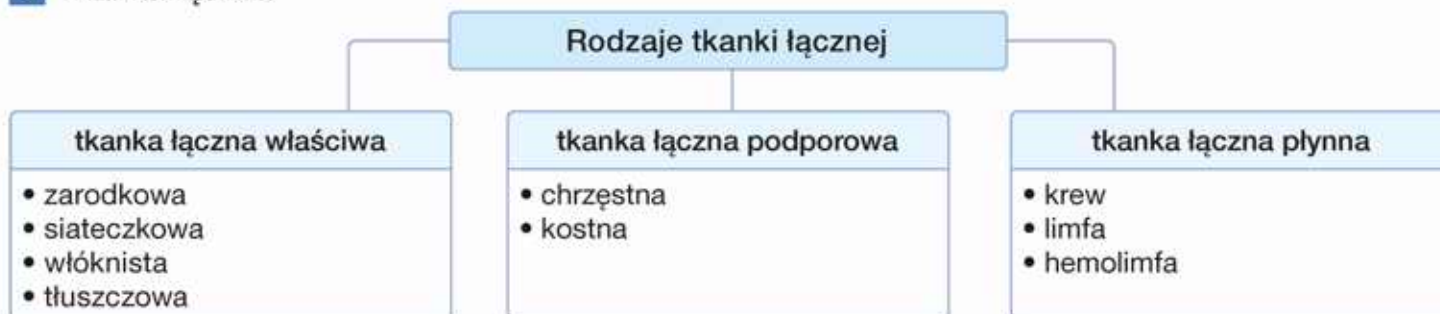 Rodzaje tkanki łącznej
tkanka łączna właściwa
• zarodkowa
• siateczkowa
• włóknista
• tłuszczowa
tkanka łączna podporowa
• chrzęstna
• kostna
tkanka łączna płynna
• krew
• limfa
• hemolimfa